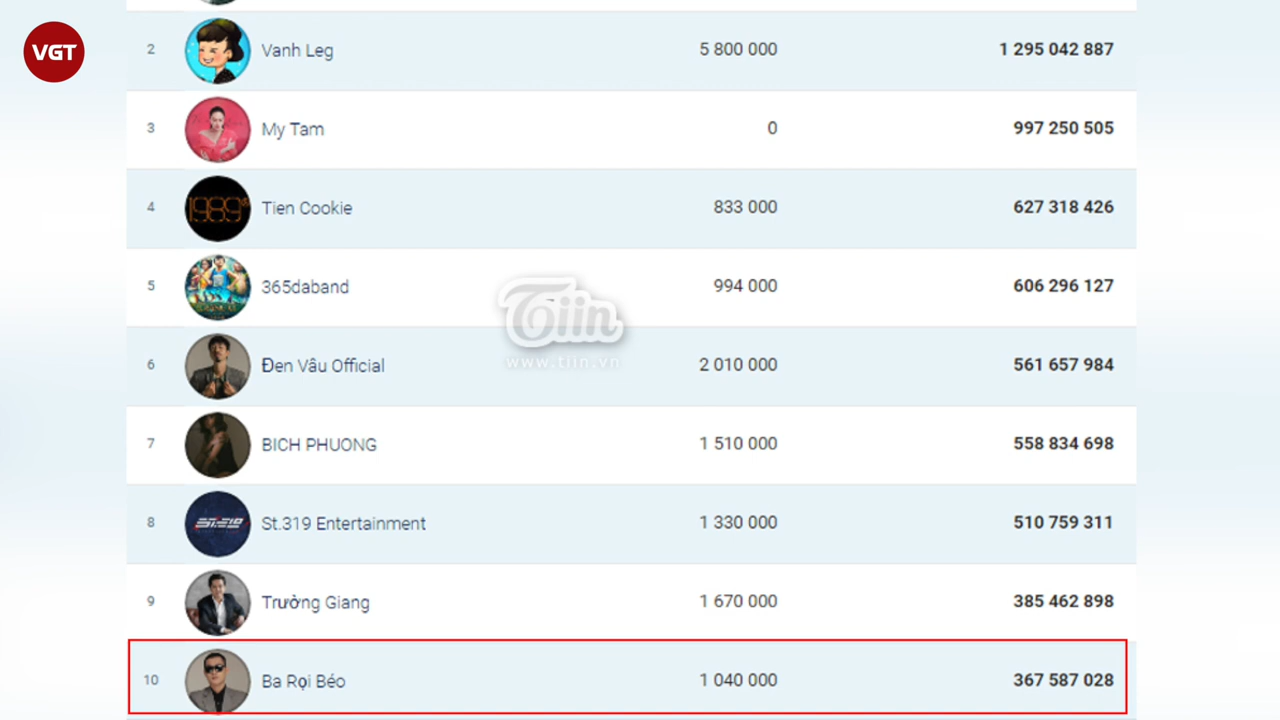 VGT
2 Vanh Leg 5 800 000 1 295 042 887
3 My Tam 0 997 250 505
4 1989 Tien Cookie 833 000 627 318 426
5 365daband 994 000 606 296 127
Tiin
www.tiin.vn
6 Đen Vâu Official 2 010 000 561 657 984
7 BICH PHUONG 1 510 000 558 834 698
8 ST.319 St.319 Entertainment 1 330 000 510 759 311
9 Trường Giang 1 670 000 385 462 898
10 Ba Rọi Béo 1 040 000 367 587 028